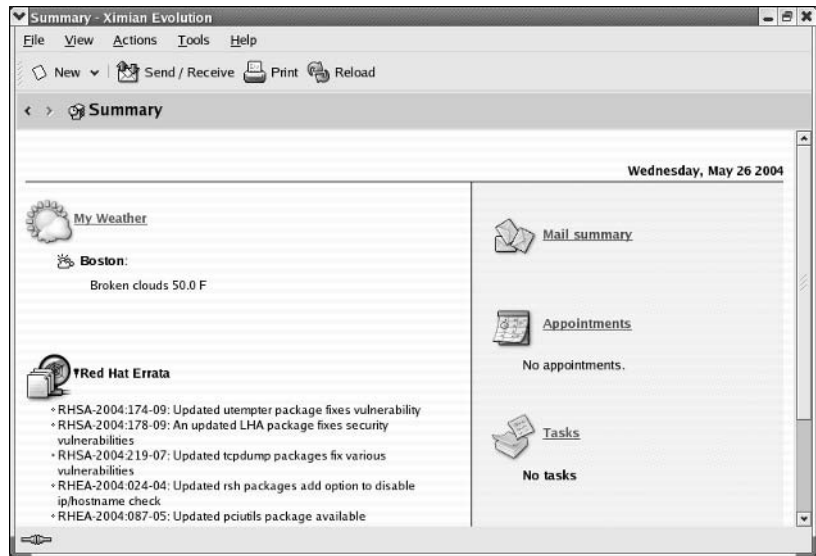 Summary - Ximian Evolution
File View Actions Tools Help
New Send / Receive Print Reload
Summary
Wednesday, May 26 2004
My Weather
Boston:
Broken clouds 50.0 F
Red Hat Errata
RHSA-2004:174-09: Updated utempter package fixes vulnerability
RHSA-2004:178-09: An updated LHA package fixes security
vulnerabilities
RHSA-2004:219-07: Updated tcpdump packages fix various
vulnerabilities
RHEA-2004:024-04: Updated rsh packages add option to disable
ip/hostname check
RHEA-2004:087-05: Updated pciutils package available
Mail summary
Appointments
No appointments.
Tasks
No tasks